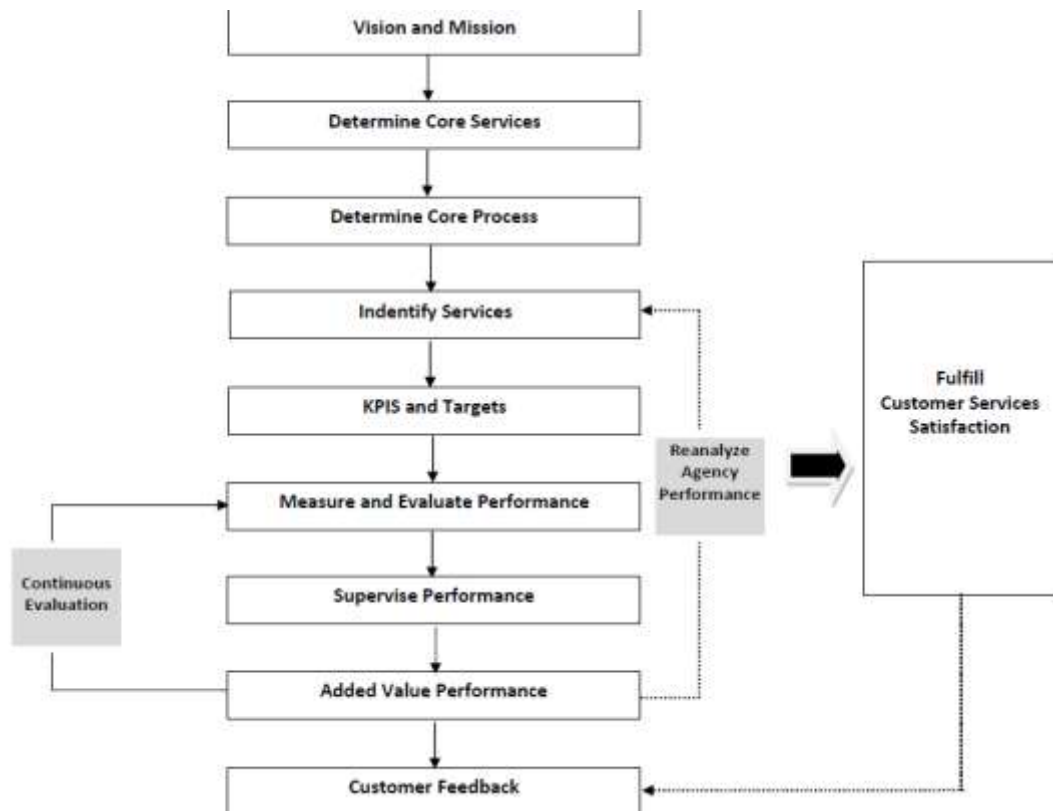 Vision and Mission
Determine Core Services
Determine Core Process
Indentify Services
KPIS and Targets
Measure and Evaluate Performance
Supervise Performance
Added Value Performance
Customer Feedback
Continuous
Evaluation
Reanalyze
Agency
Performance
Fulfill
Customer Services
Satisfaction